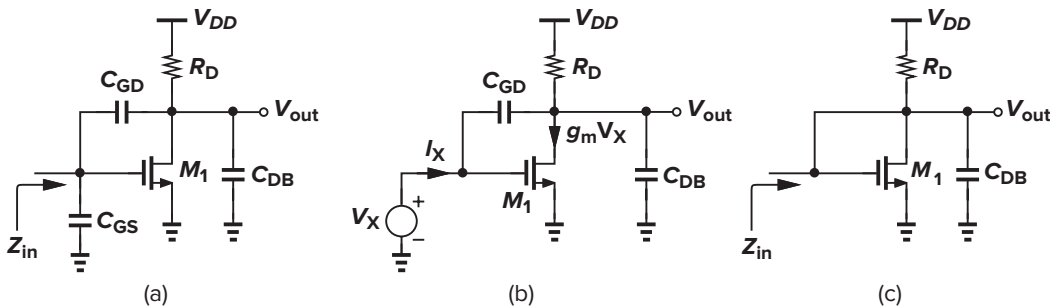 V_DD
R_D
C_GD
V_out
M_1
C_DB
C_GS
Z_in
(a)
V_DD
R_D
C_GD
V_out
g_mV_X
I_X
M_1
C_DB
V_X
+
−
(b)
V_DD
R_D
V_out
M_1
C_DB
Z_in
(c)